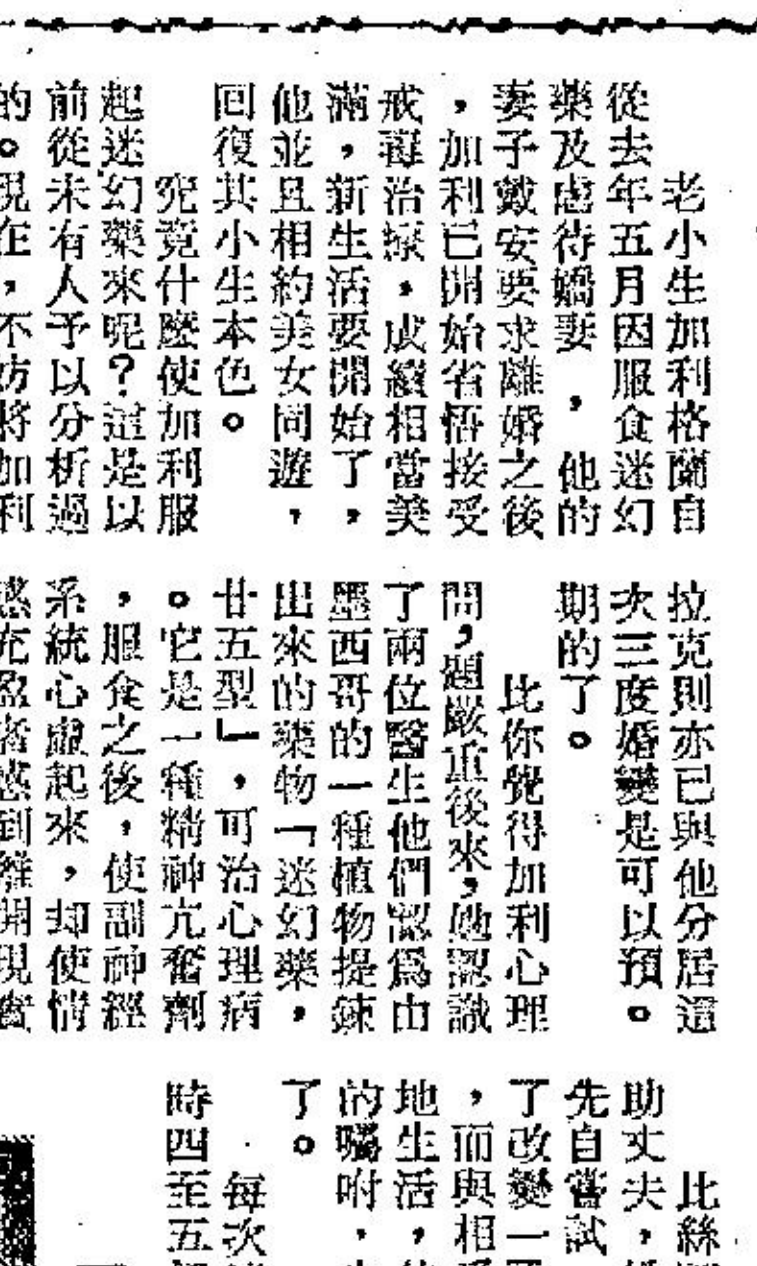 老小生加利格蘭自
從去年五月因服食迷幻
藥及虐待嬌妻，他的
妻子戴安要求離婚之後
，加利已開始省悟接受
戒毒治療，成績相當美
滿，新生活要開始了，
他並且相約美女同遊，
回復其小生本色。
究竟什麼使加利服
起迷幻藥來呢？這是以
前從未有人予以分析過
的。現在，不妨將加利
拉克則亦已與他分居這
次三度婚變是可以預。
期的了。
比你覺得加利心理
問，題嚴重後來，她認識
了兩位醫生他們認爲由
墨西哥的一種植物提鍊
出來的藥物「迷幻藥，
廿五型」，可治心理病
。它是一種精神亢奮劑
，服食之後，使副神經
系統心虛起來，却使情
惑充盈者感到離開現實
比絲
助丈夫，
先自嘗試
了改變一
，而與相
地生活，
的囑咐，
了。
每次
時四至五